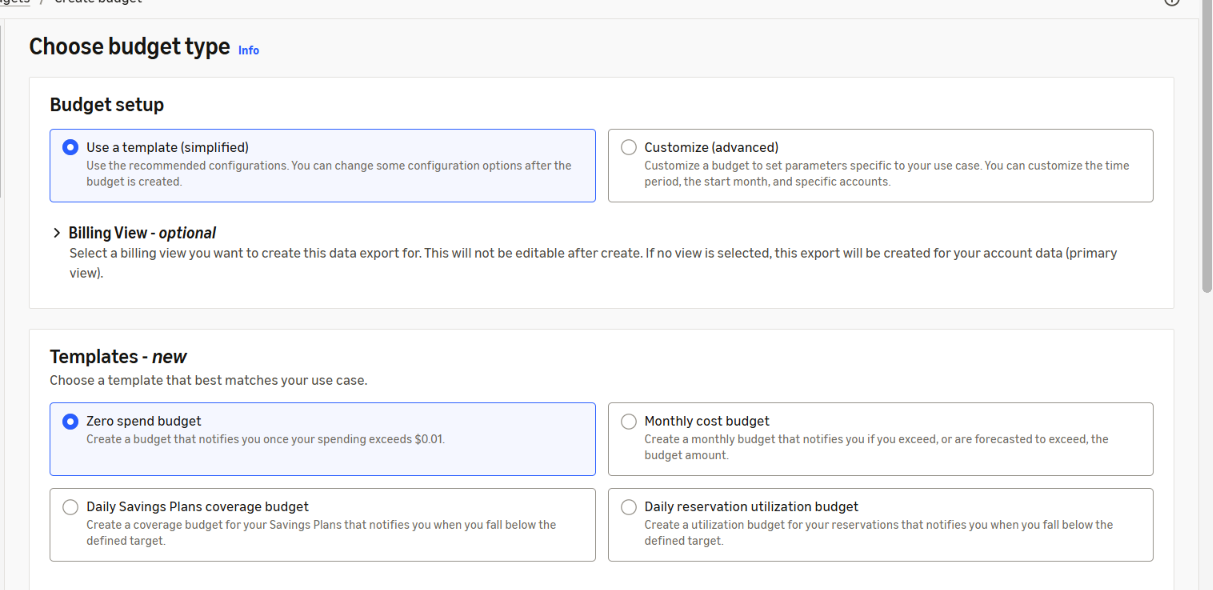 Create budget
Choose budget type Info
Budget setup
Use a template (simplified)
Use the recommended configurations. You can change some configuration options after the
budget is created.
Customize (advanced)
Customize a budget to set parameters specific to your use case. You can customize the time
period, the start month, and specific accounts.
Billing View - optional
Select a billing view you want to create this data export for. This will not be editable after create. If no view is selected, this export will be created for your account data (primary
view).
Templates - new
Choose a template that best matches your use case.
Zero spend budget
Create a budget that notifies you once your spending exceeds $0.01.
Monthly cost budget
Create a monthly budget that notifies you if you exceed, or are forecasted to exceed, the
budget amount.
Daily Savings Plans coverage budget
Create a coverage budget for your Savings Plans that notifies you when you fall below the
defined target.
Daily reservation utilization budget
Create a utilization budget for your reservations that notifies you when you fall below the
defined target.